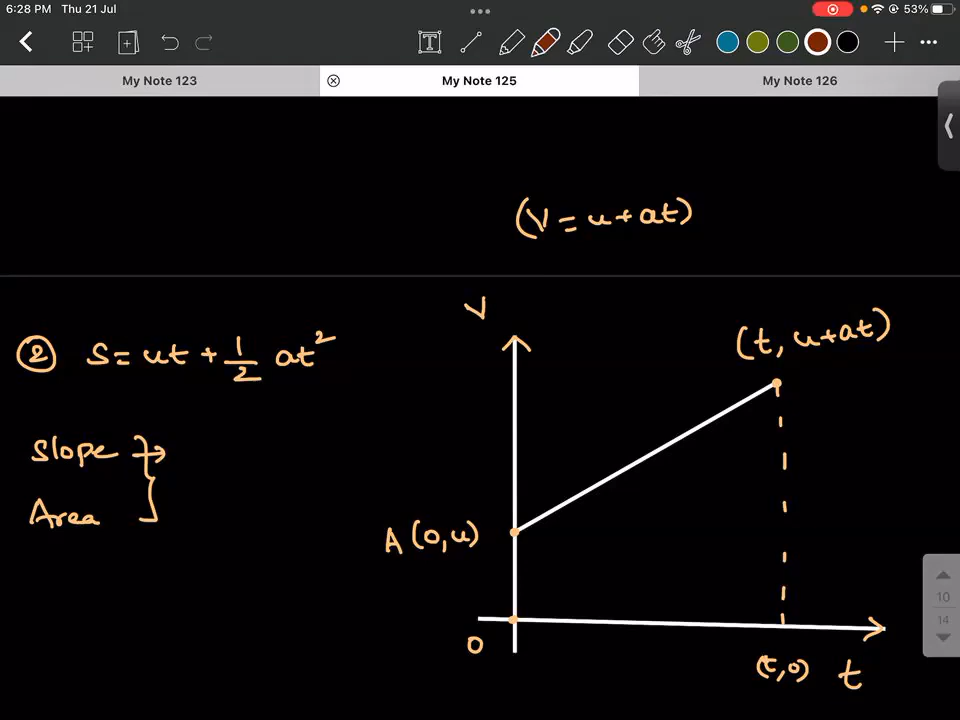 6:28 PM Thu 21 Jul 53%
My Note 123 My Note 125 My Note 126
(V = u + at)
V
② S = ut + 1/2 at²
(t, u+at)
Slope →
Area
A (0, u)
O
(t, 0) t
10
14